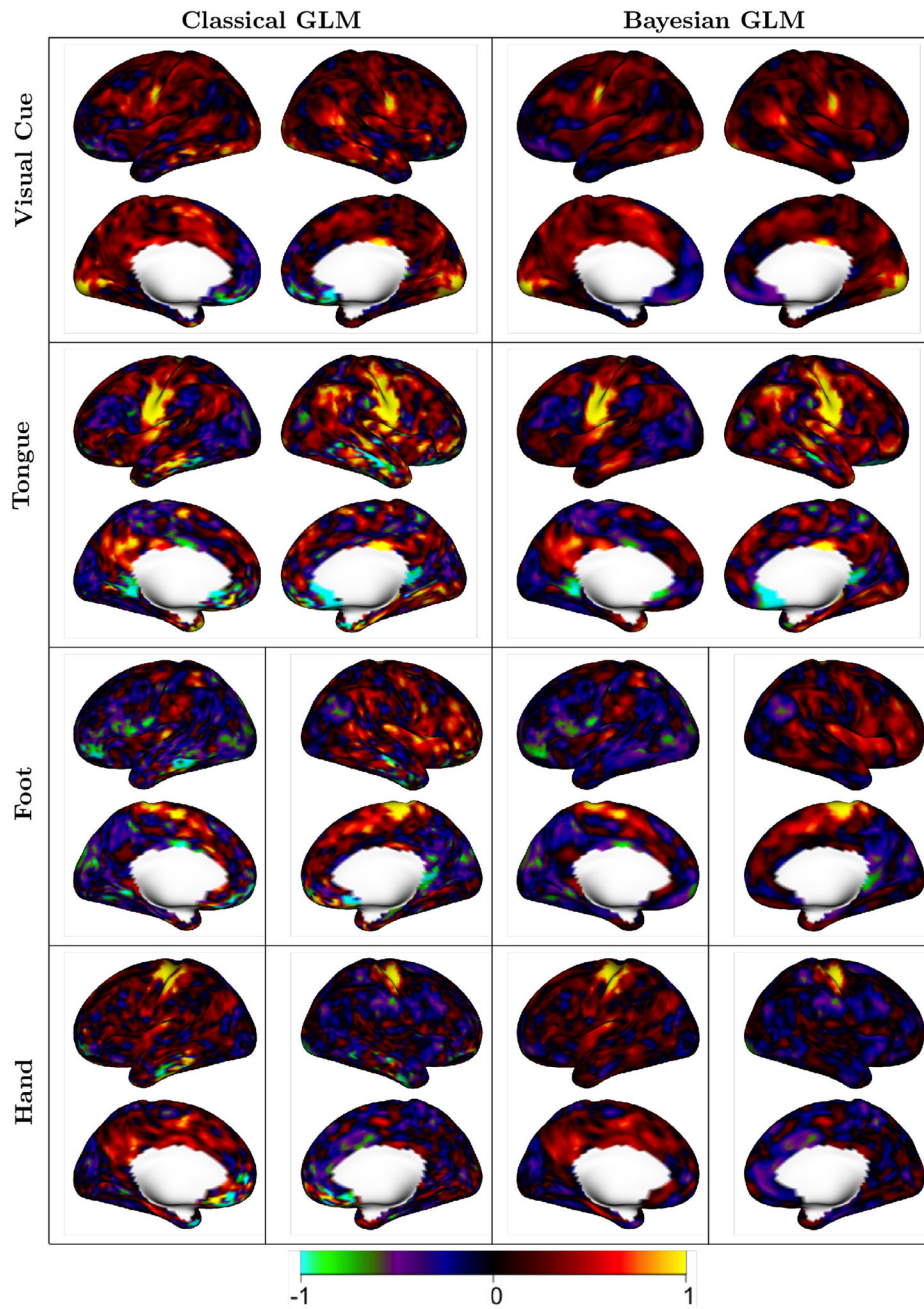 Classical GLM
Bayesian GLM
Visual Cue
Tongue
Foot
Hand
-1
0
1